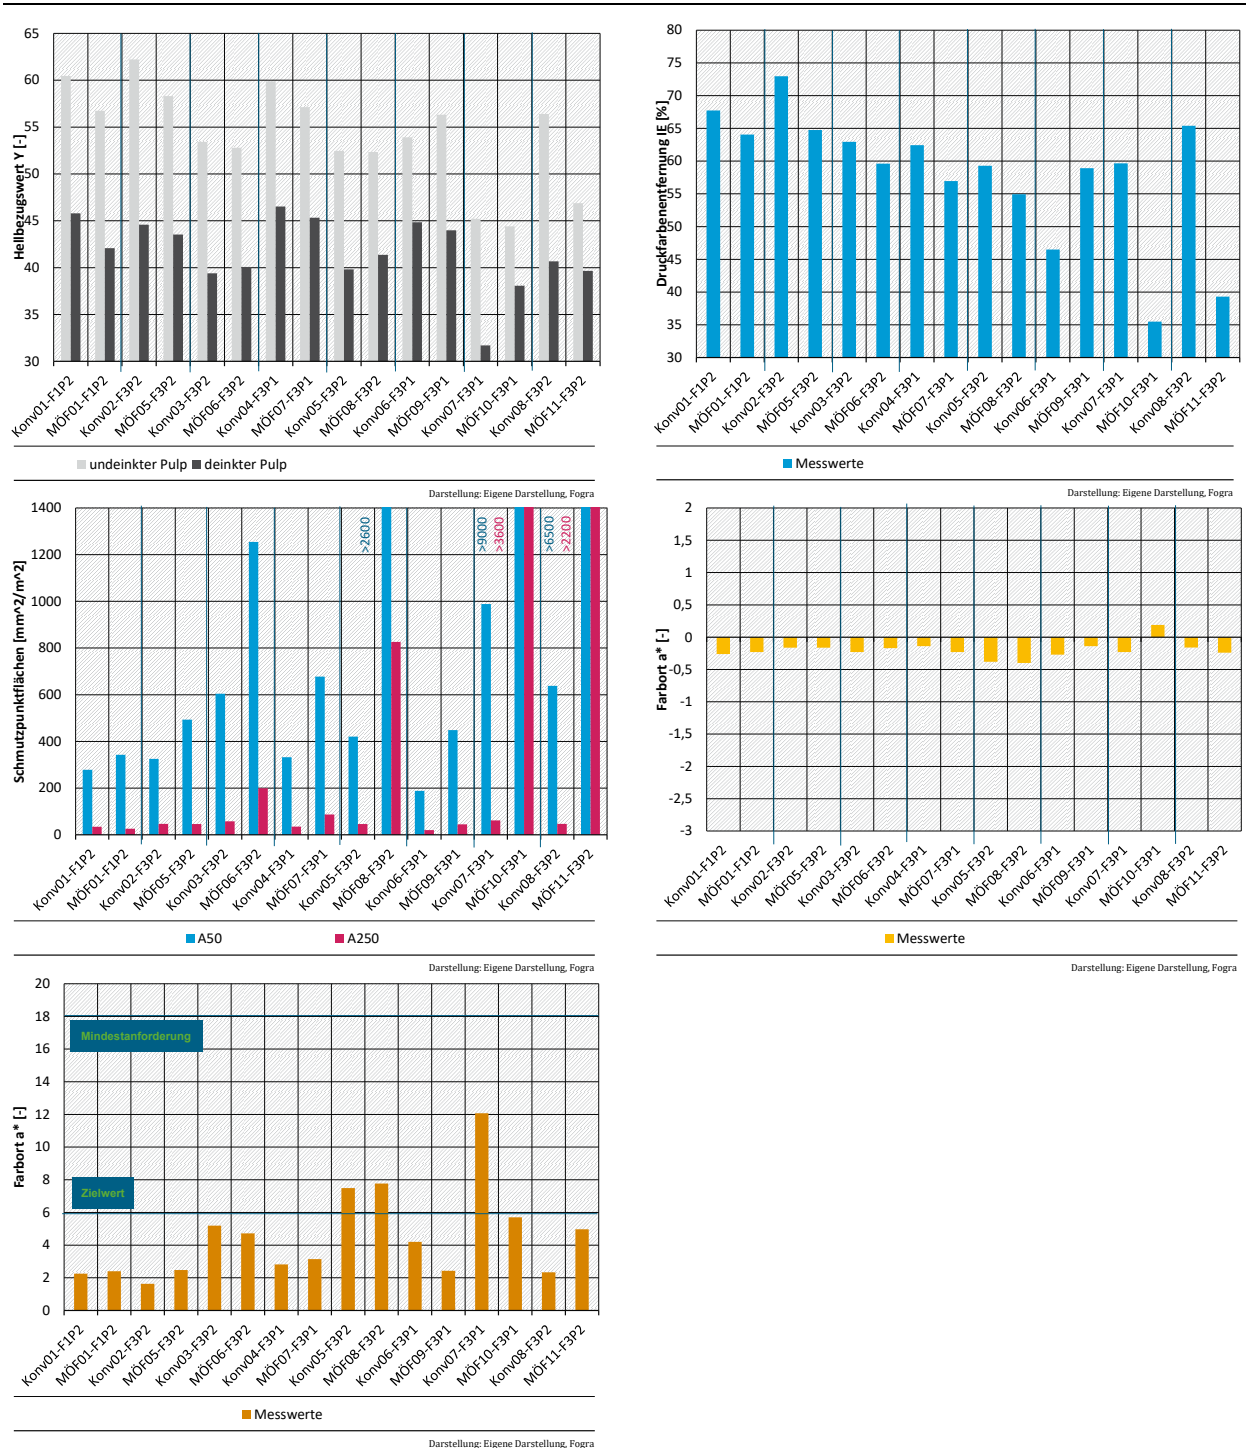 65
60
55
50
45
40
35
30
Hellbezugswert Y [-]
Konv01-F1P2
MÖF01-F1P2
Konv02-F3P2
MÖF05-F3P2
Konv03-F3P2
MÖF06-F3P2
Konv04-F3P1
MÖF07-F3P1
Konv05-F3P2
MÖF08-F3P2
Konv06-F3P1
MÖF09-F3P1
Konv07-F3P1
MÖF10-F3P1
Konv08-F3P2
MÖF11-F3P2
undeinkter Pulp deinkter Pulp
Darstellung: Eigene Darstellung, Fogra
80
75
70
65
60
55
50
45
40
35
30
Druckfarbenentfernung IE [%]
Konv01-F1P2
MÖF01-F1P2
Konv02-F3P2
MÖF05-F3P2
Konv03-F3P2
MÖF06-F3P2
Konv04-F3P1
MÖF07-F3P1
Konv05-F3P2
MÖF08-F3P2
Konv06-F3P1
MÖF09-F3P1
Konv07-F3P1
MÖF10-F3P1
Konv08-F3P2
MÖF11-F3P2
Messwerte
Darstellung: Eigene Darstellung, Fogra
1400
1200
1000
800
600
400
200
0
Schmutzpunktflächen [mm^2/m^2]
>2600
>9000
>3600
>6500
>2200
Konv01-F1P2
MÖF01-F1P2
Konv02-F3P2
MÖF05-F3P2
Konv03-F3P2
MÖF06-F3P2
Konv04-F3P1
MÖF07-F3P1
Konv05-F3P2
MÖF08-F3P2
Konv06-F3P1
MÖF09-F3P1
Konv07-F3P1
MÖF10-F3P1
Konv08-F3P2
MÖF11-F3P2
A50 A250
Darstellung: Eigene Darstellung, Fogra
2
1,5
1
0,5
0
-0,5
-1
-1,5
-2
-2,5
-3
Farbort a* [-]
Konv01-F1P2
MÖF01-F1P2
Konv02-F3P2
MÖF05-F3P2
Konv03-F3P2
MÖF06-F3P2
Konv04-F3P1
MÖF07-F3P1
Konv05-F3P2
MÖF08-F3P2
Konv06-F3P1
MÖF09-F3P1
Konv07-F3P1
MÖF10-F3P1
Konv08-F3P2
MÖF11-F3P2
Messwerte
Darstellung: Eigene Darstellung, Fogra
20
18
16
14
12
10
8
6
4
2
0
Farbort a* [-]
Mindestanforderung
Zielwert
Konv01-F1P2
MÖF01-F1P2
Konv02-F3P2
MÖF05-F3P2
Konv03-F3P2
MÖF06-F3P2
Konv04-F3P1
MÖF07-F3P1
Konv05-F3P2
MÖF08-F3P2
Konv06-F3P1
MÖF09-F3P1
Konv07-F3P1
MÖF10-F3P1
Konv08-F3P2
MÖF11-F3P2
Messwerte
Darstellung: Eigene Darstellung, Fogra